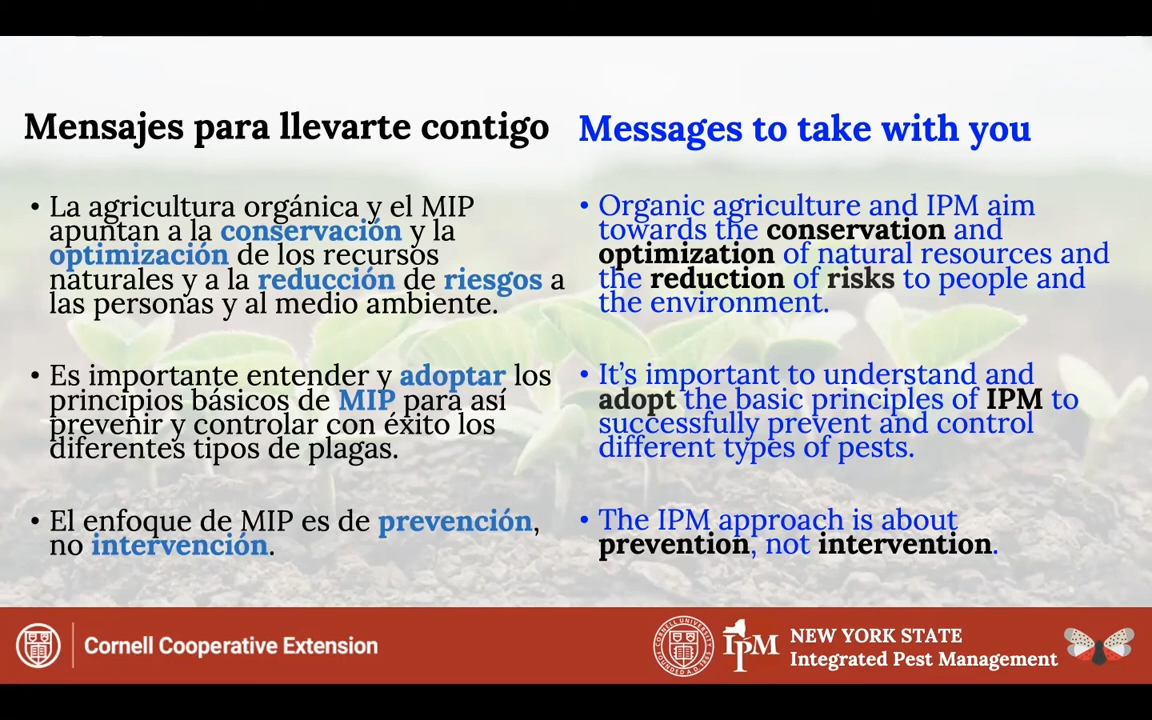 Mensajes para llevarte contigo
• La agricultura orgánica y el MIP
apuntan a la conservación y la
optimización de los recursos
naturales y a la reducción de riesgos a
las personas y al medio ambiente.
• Es importante entender y adoptar los
principios básicos de MIP para así
prevenir y controlar con éxito los
diferentes tipos de plagas.
• El enfoque de MIP es de prevención,
no intervención.
Messages to take with you
• Organic agriculture and IPM aim
towards the conservation and
optimization of natural resources and
the reduction of risks to people and
the environment.
• It's important to understand and
adopt the basic principles of IPM to
successfully prevent and control
different types of pests.
• The IPM approach is about
prevention, not intervention.
Cornell Cooperative Extension
IPM
NEW YORK STATE
Integrated Pest Management